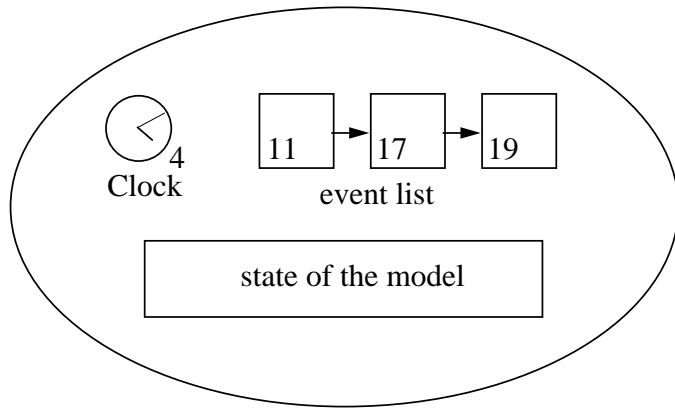 11 17 19
4
Clock
event list
state of the model